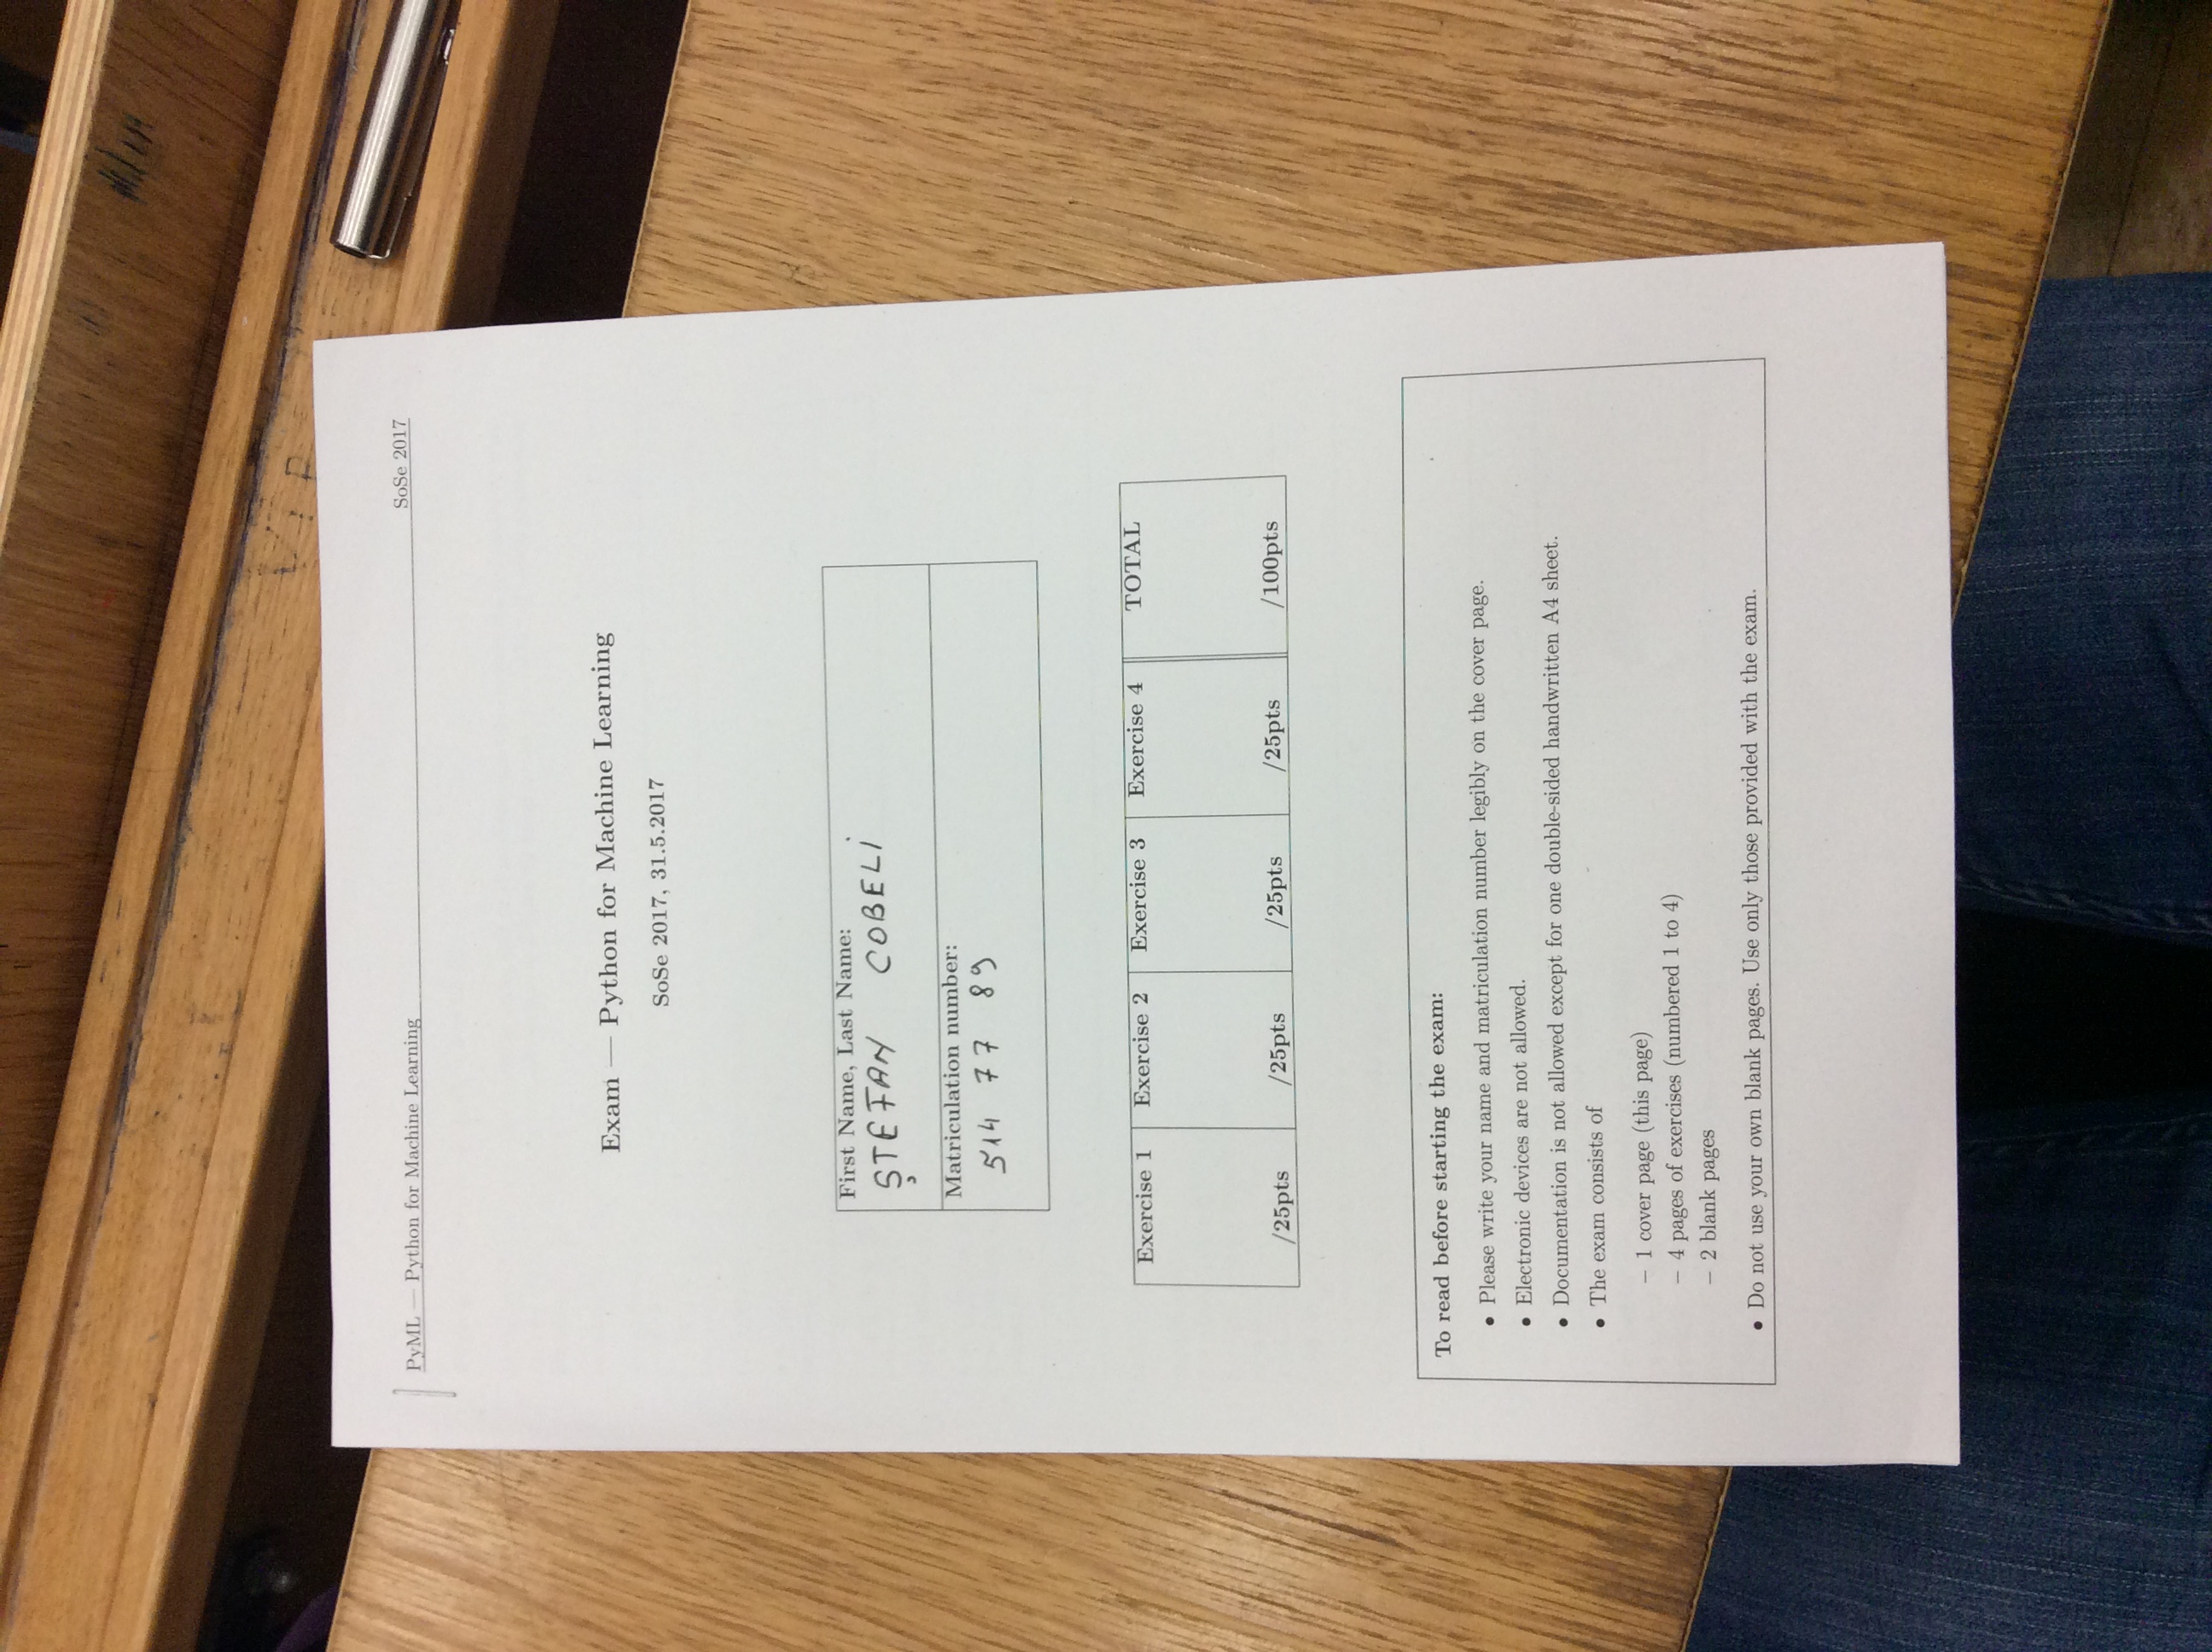 VIP
PyML — Python for Machine Learning SoSe 2017
Exam — Python for Machine Learning
SoSe 2017, 31.5.2017
First Name, Last Name:
ȘTEFAN COBELI
Matriculation number:
514 77 89
Exercise 1 Exercise 2 Exercise 3 Exercise 4 TOTAL
/25pts /25pts /25pts /25pts /100pts
To read before starting the exam:
• Please write your name and matriculation number legibly on the cover page.
• Electronic devices are not allowed.
• Documentation is not allowed except for one double-sided handwritten A4 sheet.
• The exam consists of
– 1 cover page (this page)
– 4 pages of exercises (numbered 1 to 4)
– 2 blank pages
• Do not use your own blank pages. Use only those provided with the exam.